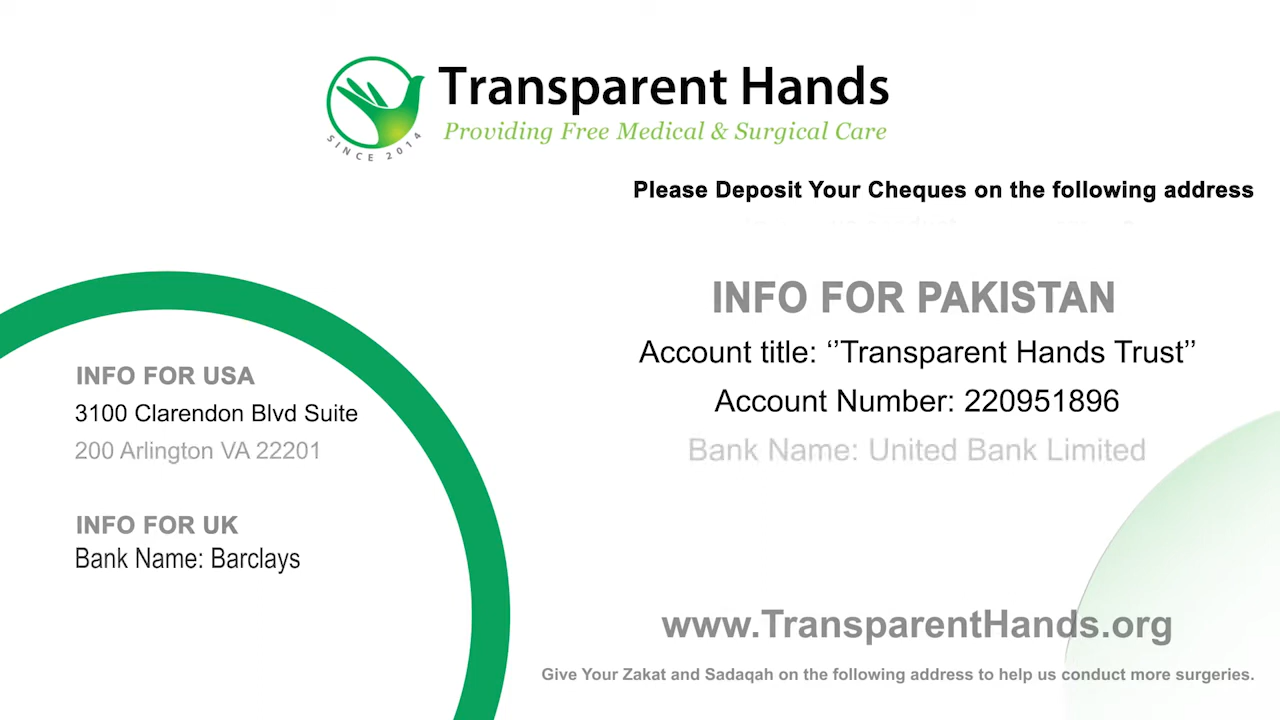 Transparent Hands
Providing Free Medical & Surgical Care
SINCE 2014
Please Deposit Your Cheques on the following address
INFO FOR PAKISTAN
Account title: ‘’Transparent Hands Trust’’
Account Number: 220951896
Bank Name: United Bank Limited
INFO FOR USA
3100 Clarendon Blvd Suite
200 Arlington VA 22201
INFO FOR UK
Bank Name: Barclays
www.TransparentHands.org
Give Your Zakat and Sadaqah on the following address to help us conduct more surgeries.